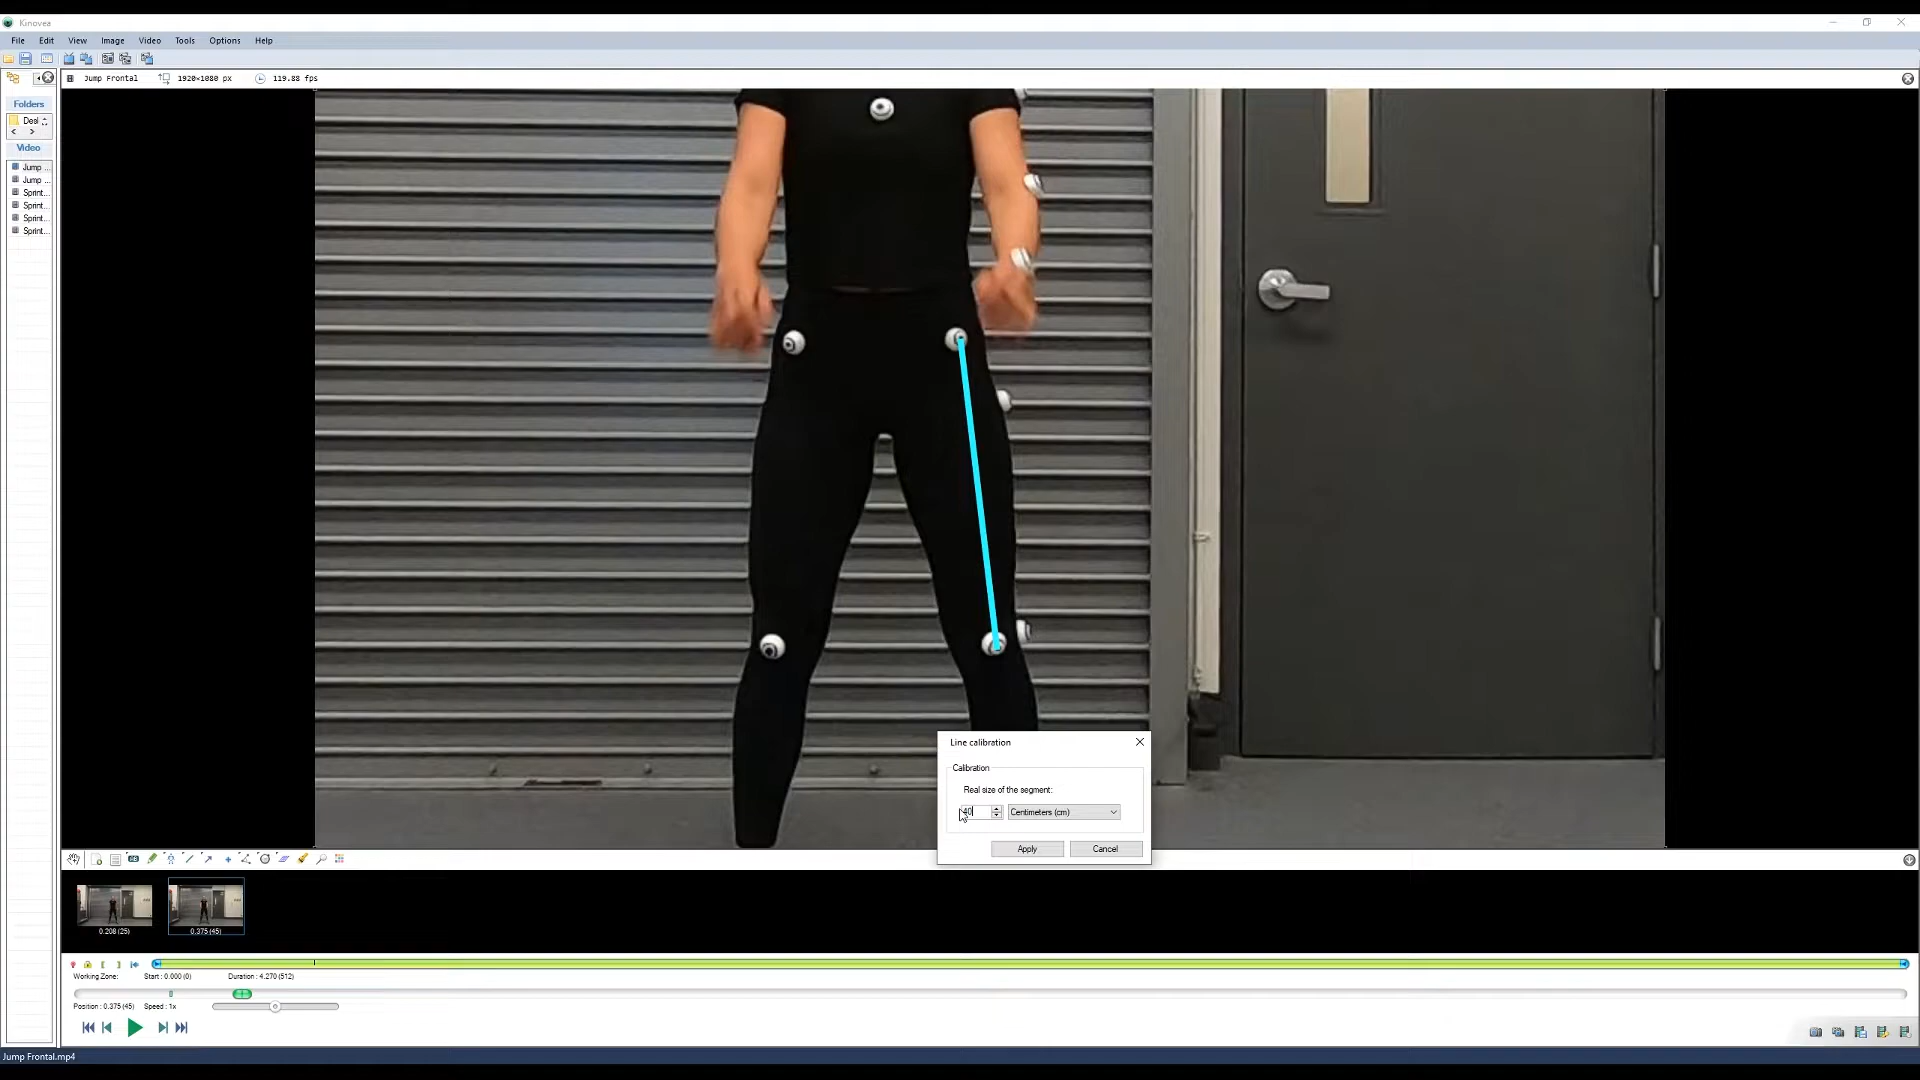 Kinovea
File Edit View Image Video Tools Options Help
Jump Frontal 1920×1080 px 119.88 fps
Folders
Desl
Video
Jump ...
Jump ...
Sprint...
Sprint...
Sprint...
Sprint...
Line calibration
Calibration
Real size of the segment:
40 Centimeters (cm)
Apply Cancel
0.208 (25) 0.375 (45)
Working Zone: Start : 0.000 (0) Duration : 4.270 (512)
Position : 0.375 (45) Speed : 1x
Jump Frontal.mp4